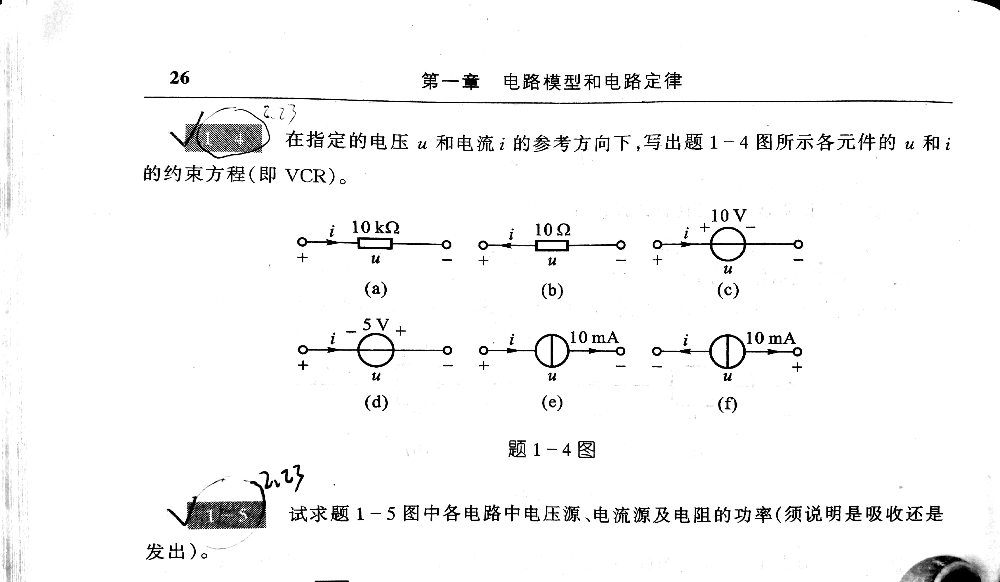 26 第一章 电路模型和电路定律
2.23
1-4 在指定的电压 u 和电流 i 的参考方向下,写出题 1-4 图所示各元件的 u 和 i
的约束方程(即 VCR)。
i 10 kΩ
+ u −
(a)
i 10 Ω
+ u −
(b)
10 V
i + −
+ u −
(c)
5 V
i − +
+ u −
(d)
i 10 mA
+ u −
(e)
i 10 mA
− u +
(f)
题 1-4 图
2.23
1-5 试求题 1-5 图中各电路中电压源、电流源及电阻的功率(须说明是吸收还是
发出)。